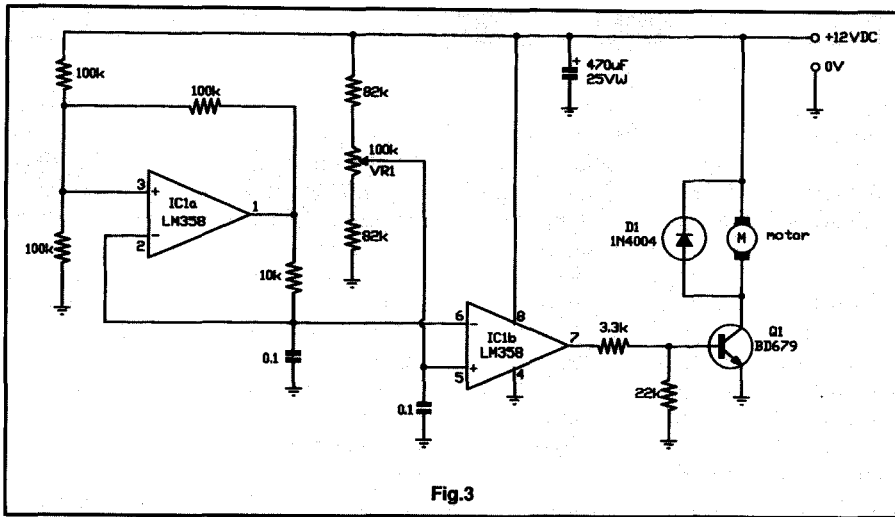 +12VDC
0V
100k
100k
82k
470uF
25VW
+
100k
VR1
3
+
IC1a
LM358
1
2
-
100k
82k
10k
D1
1N4004
M
motor
6
-
8
IC1b
LM358
7
3.3k
Q1
BD679
5
+
4
0.1
0.1
22k
Fig.3